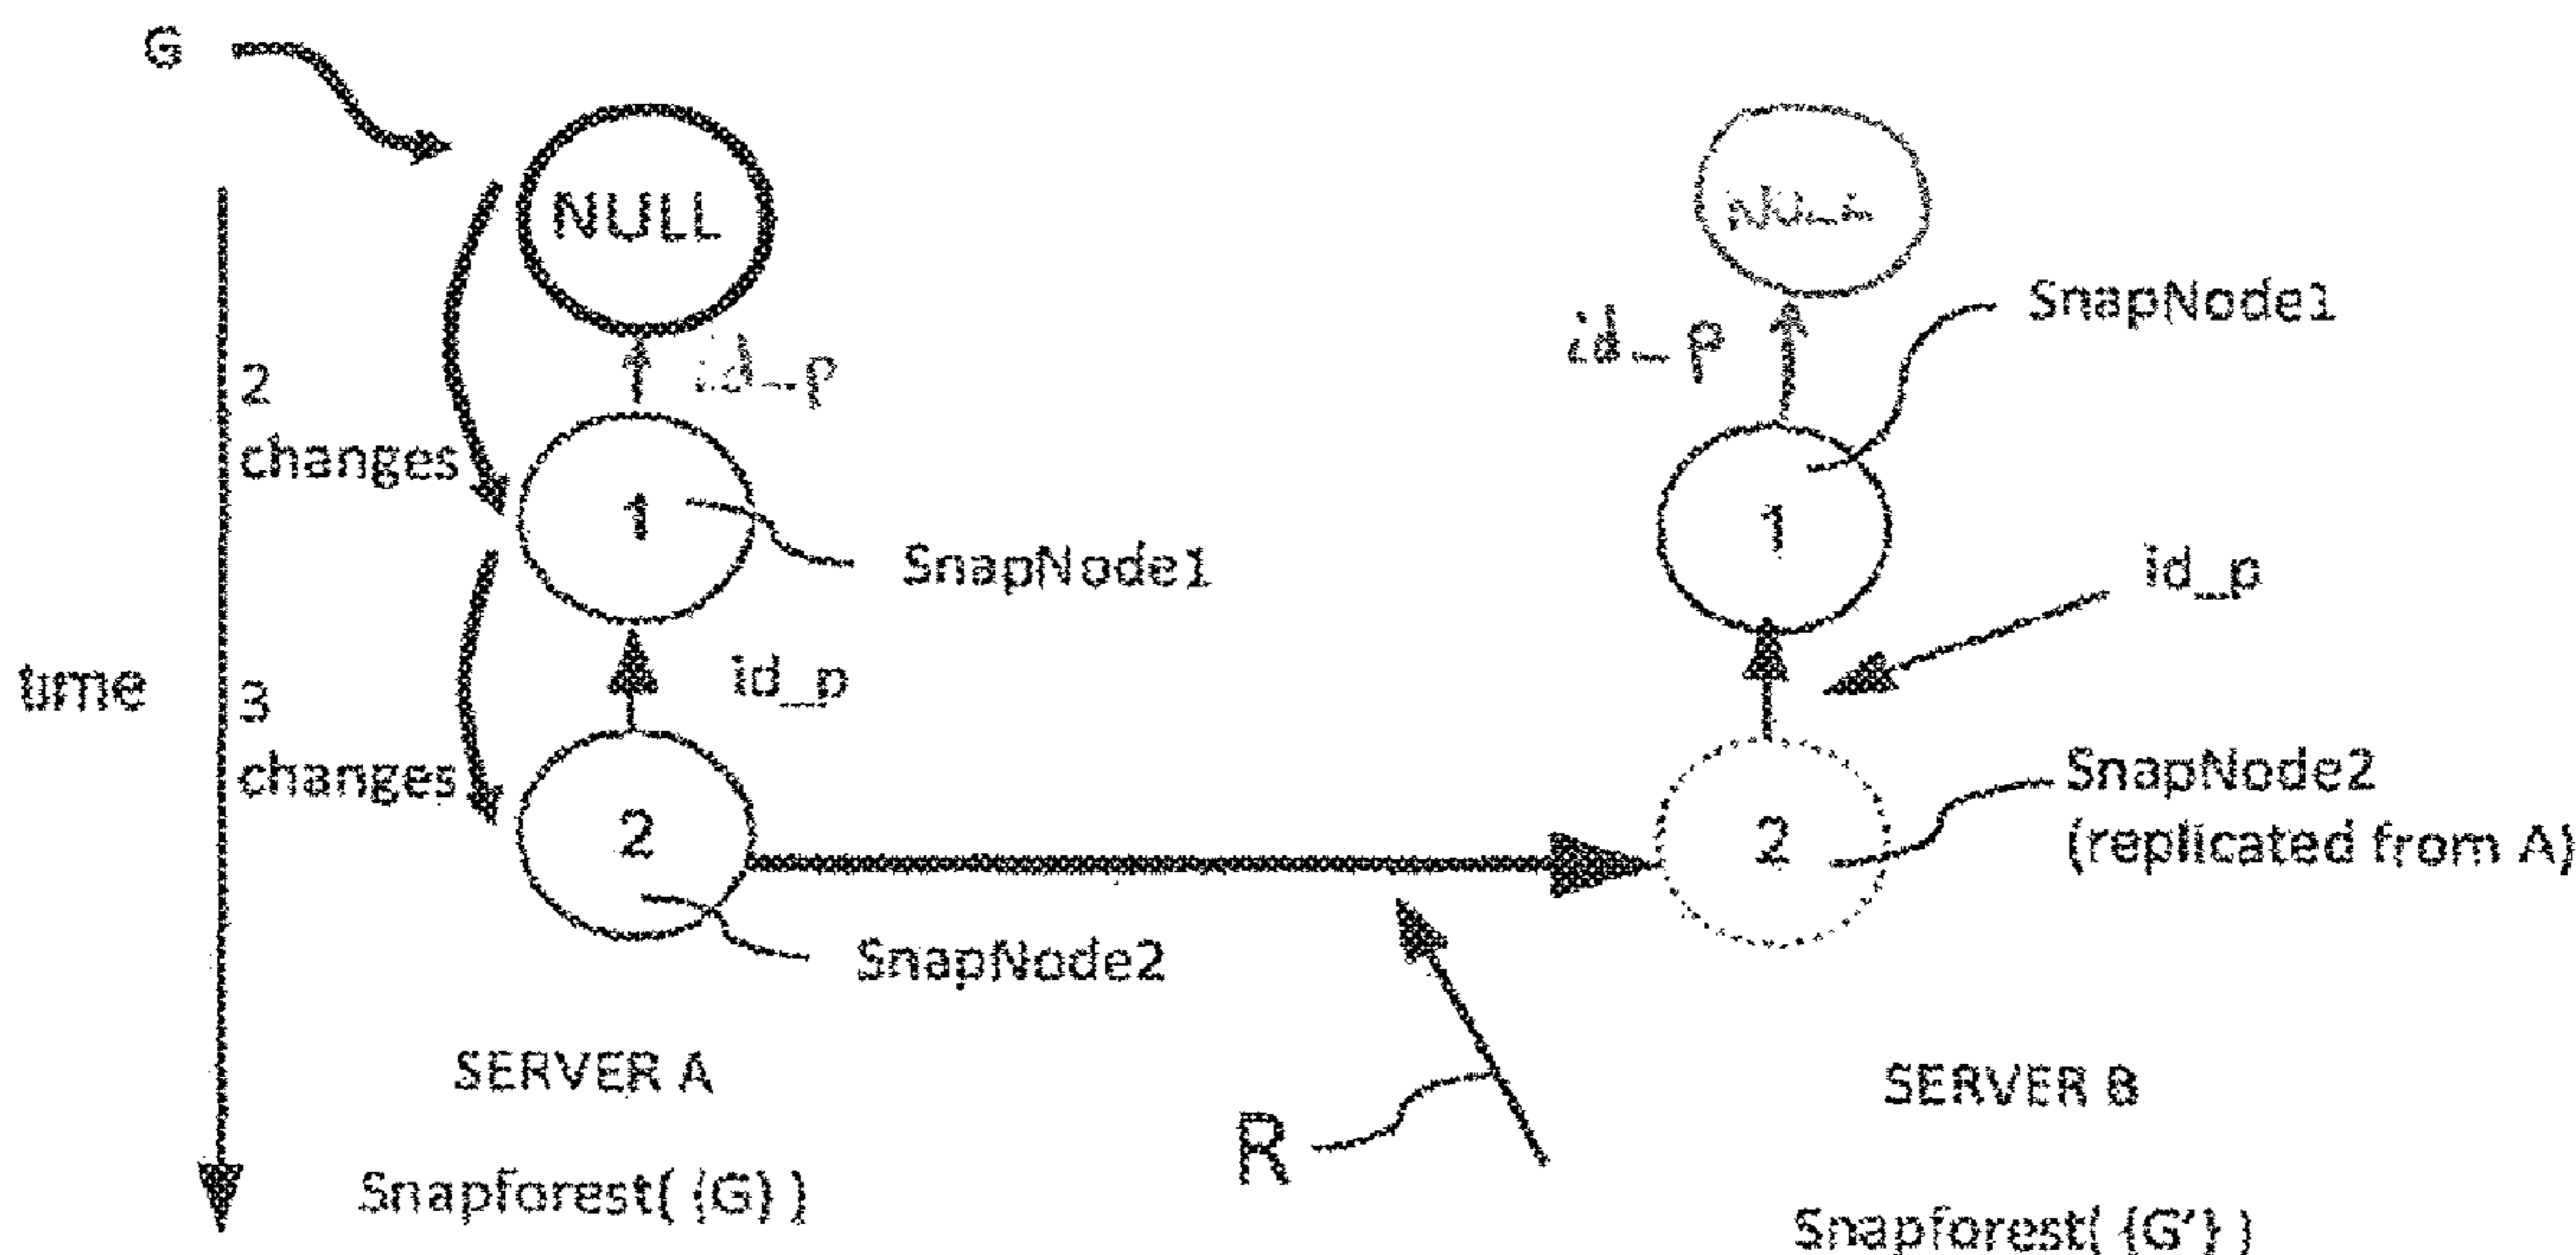 G
NULL
id_p
id_p
SnapNode1
2
changes
1
SnapNode1
1
id_p
time
id_p
3
changes
2
SnapNode2
2
SnapNode2
(replicated from A)
SERVER A
R
SERVER B
Snapforest( {G} )
Snapforest( {G'} )